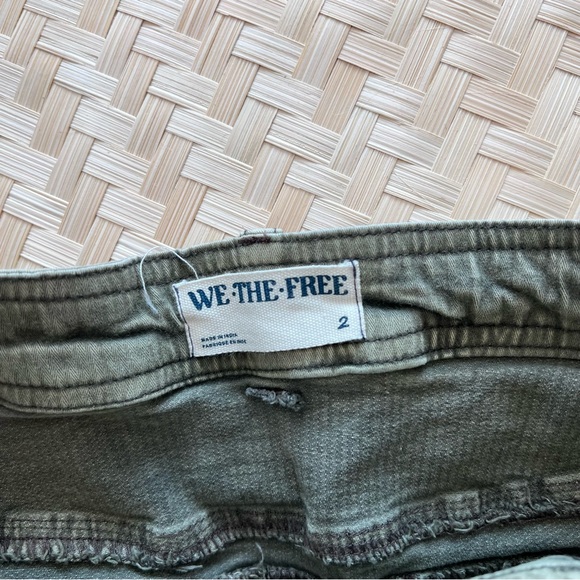 WE·THE·FREE
2
MADE IN INDIA
FABRIQUÉ EN INDE